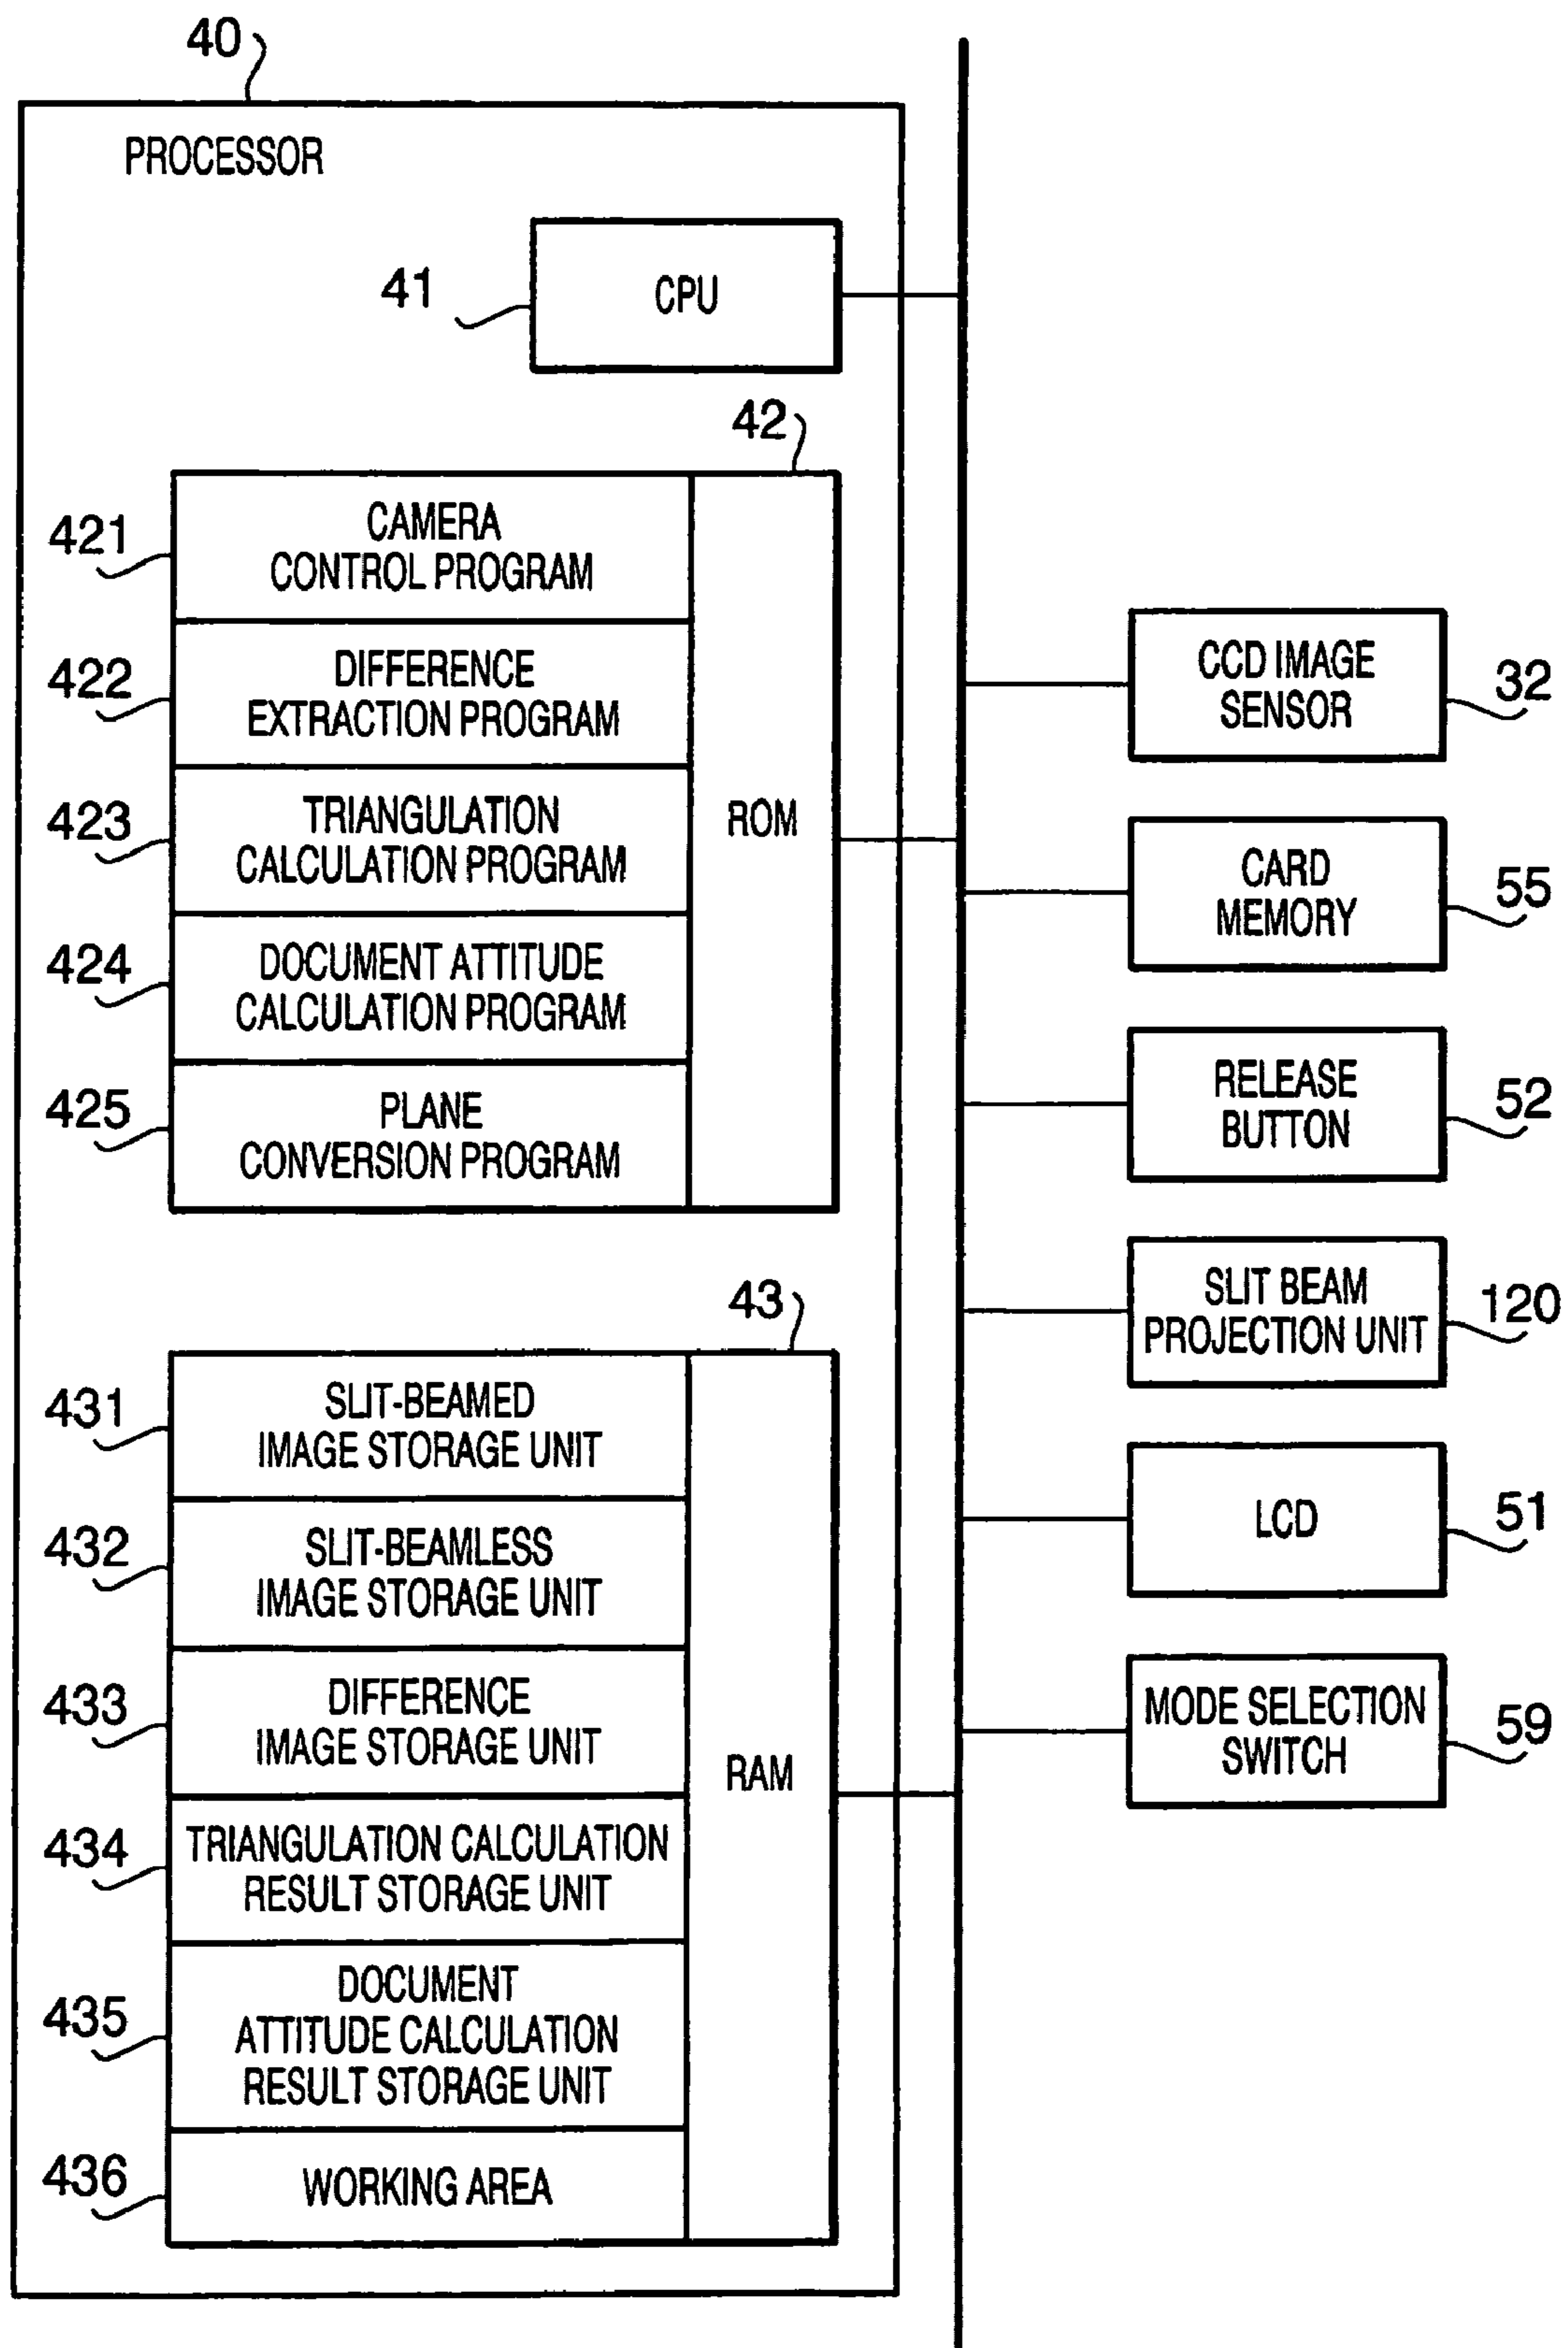 40
PROCESSOR
41
CPU
42
421
CAMERA
CONTROL PROGRAM
422
DIFFERENCE
EXTRACTION PROGRAM
423
TRIANGULATION
CALCULATION PROGRAM
424
DOCUMENT ATTITUDE
CALCULATION PROGRAM
425
PLANE
CONVERSION PROGRAM
ROM
43
431
SLIT-BEAMED
IMAGE STORAGE UNIT
432
SLIT-BEAMLESS
IMAGE STORAGE UNIT
433
DIFFERENCE
IMAGE STORAGE UNIT
434
TRIANGULATION CALCULATION
RESULT STORAGE UNIT
435
DOCUMENT
ATTITUDE CALCULATION
RESULT STORAGE UNIT
436
WORKING AREA
RAM
CCD IMAGE
SENSOR
32
CARD
MEMORY
55
RELEASE
BUTTON
52
SLIT BEAM
PROJECTION UNIT
120
LCD
51
MODE SELECTION
SWITCH
59